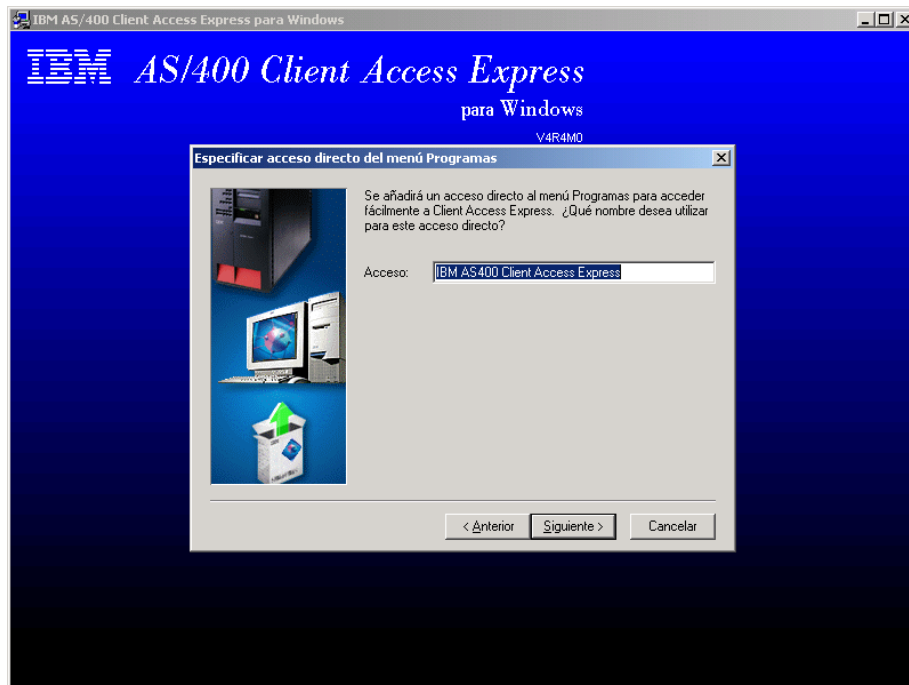 IBM AS/400 Client Access Express para Windows
IBM AS/400 Client Access Express
para Windows
V4R4M0
Especificar acceso direct del menú Programas
Se añadirá un acceso directo al menú Programas para acceder
fácilmente a Client Access Express. ¿Qué nombre desea utilizar
para este acceso directo?
Acceso: IBM AS400 Client Access Express
< Anterior Siguiente > Cancelar